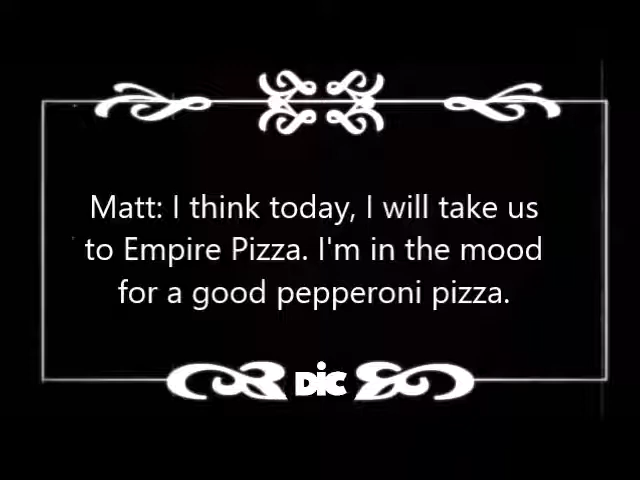 Matt: I think today, I will take us
to Empire Pizza. I'm in the mood
for a good pepperoni pizza.
DiC